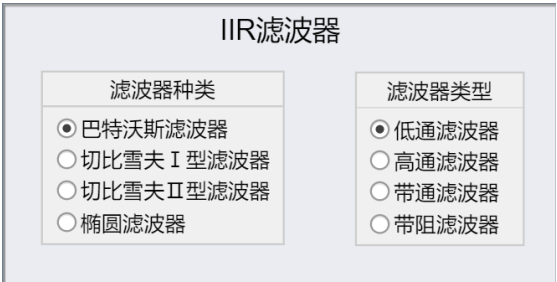 IIR滤波器
滤波器种类
巴特沃斯滤波器
切比雪夫Ⅰ型滤波器
切比雪夫Ⅱ型滤波器
椭圆滤波器
滤波器类型
低通滤波器
高通滤波器
带通滤波器
带阻滤波器